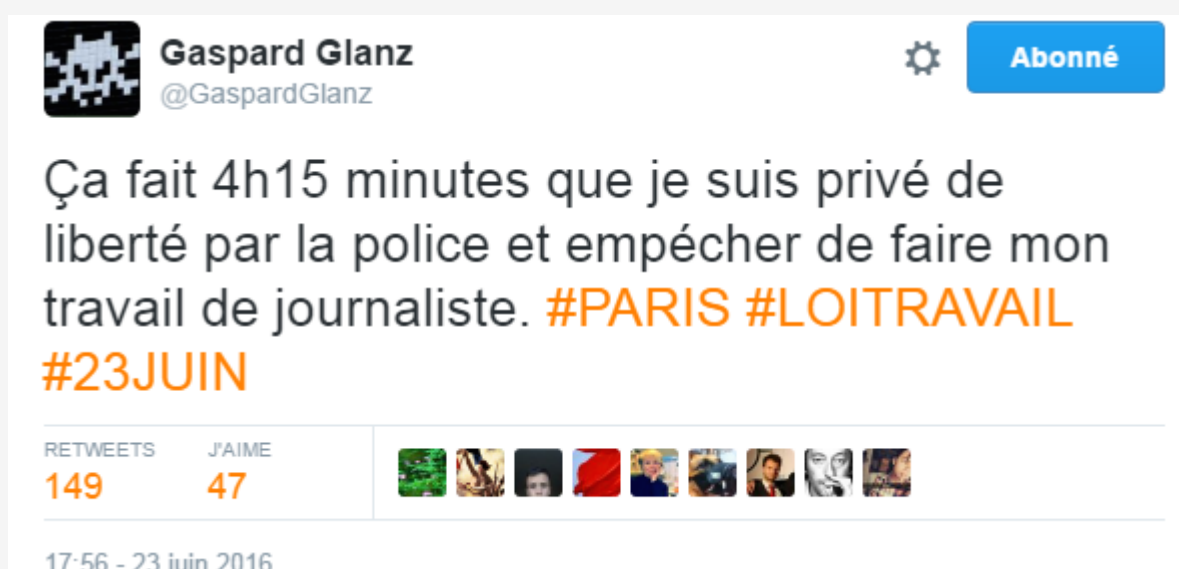 Gaspard Glanz
@GaspardGlanz
Abonné
Ça fait 4h15 minutes que je suis privé de
liberté par la police et empécher de faire mon
travail de journaliste. #PARIS #LOITRAVAIL
#23JUIN
RETWEETS J'AIME
149 47
17:56 - 23 juin 2016